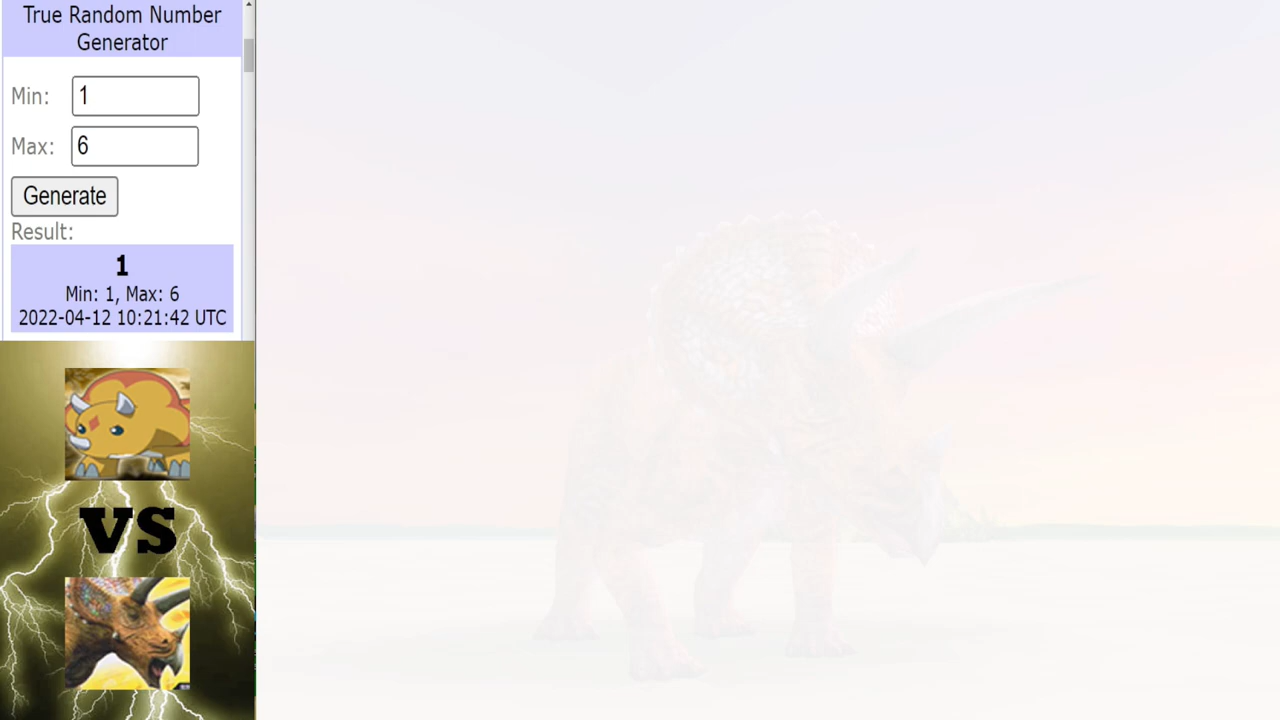 True Random Number
Generator
Min: 1
Max: 6
Generate
Result:
1
Min: 1, Max: 6
2022-04-12 10:21:42 UTC
VS